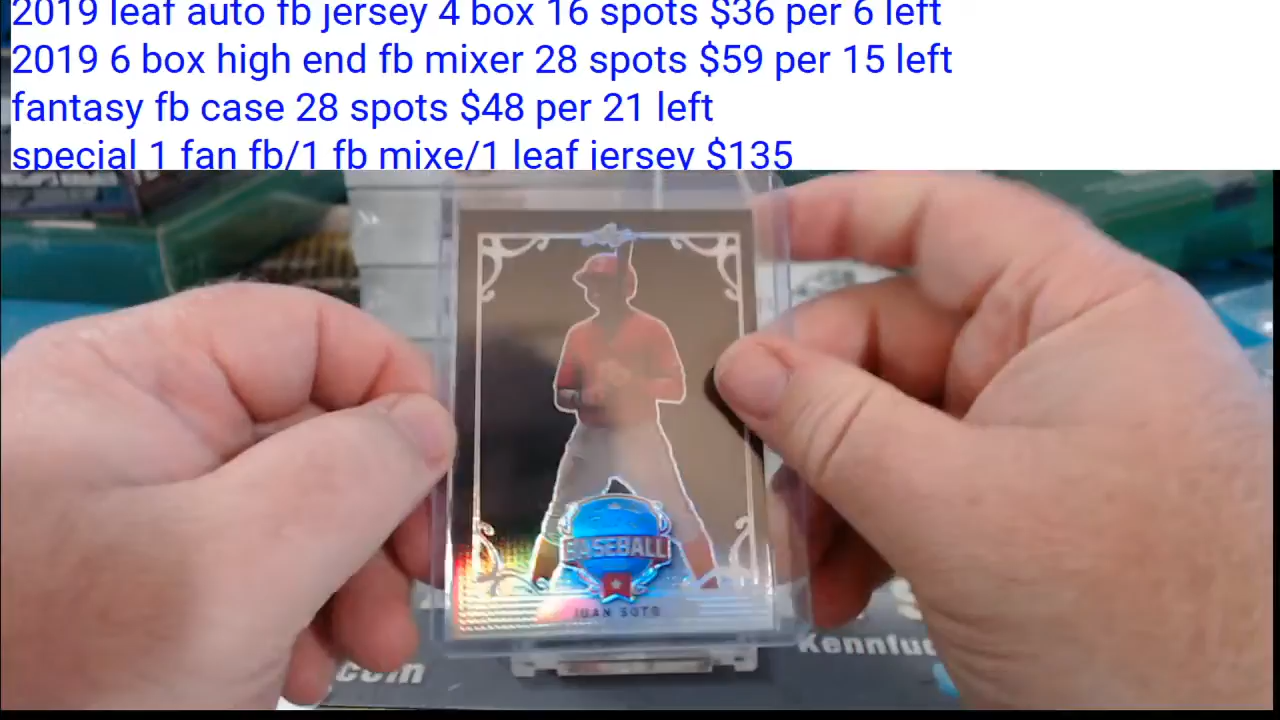 2019 leaf auto fb jersey 4 box 16 spots $36 per 6 left
2019 6 box high end fb mixer 28 spots $59 per 15 left
fantasy fb case 28 spots $48 per 21 left
special 1 fan fb/1 fb mixe/1 leaf jersey $135
BASEBALL
JUAN SOTO
.com
Kennfu